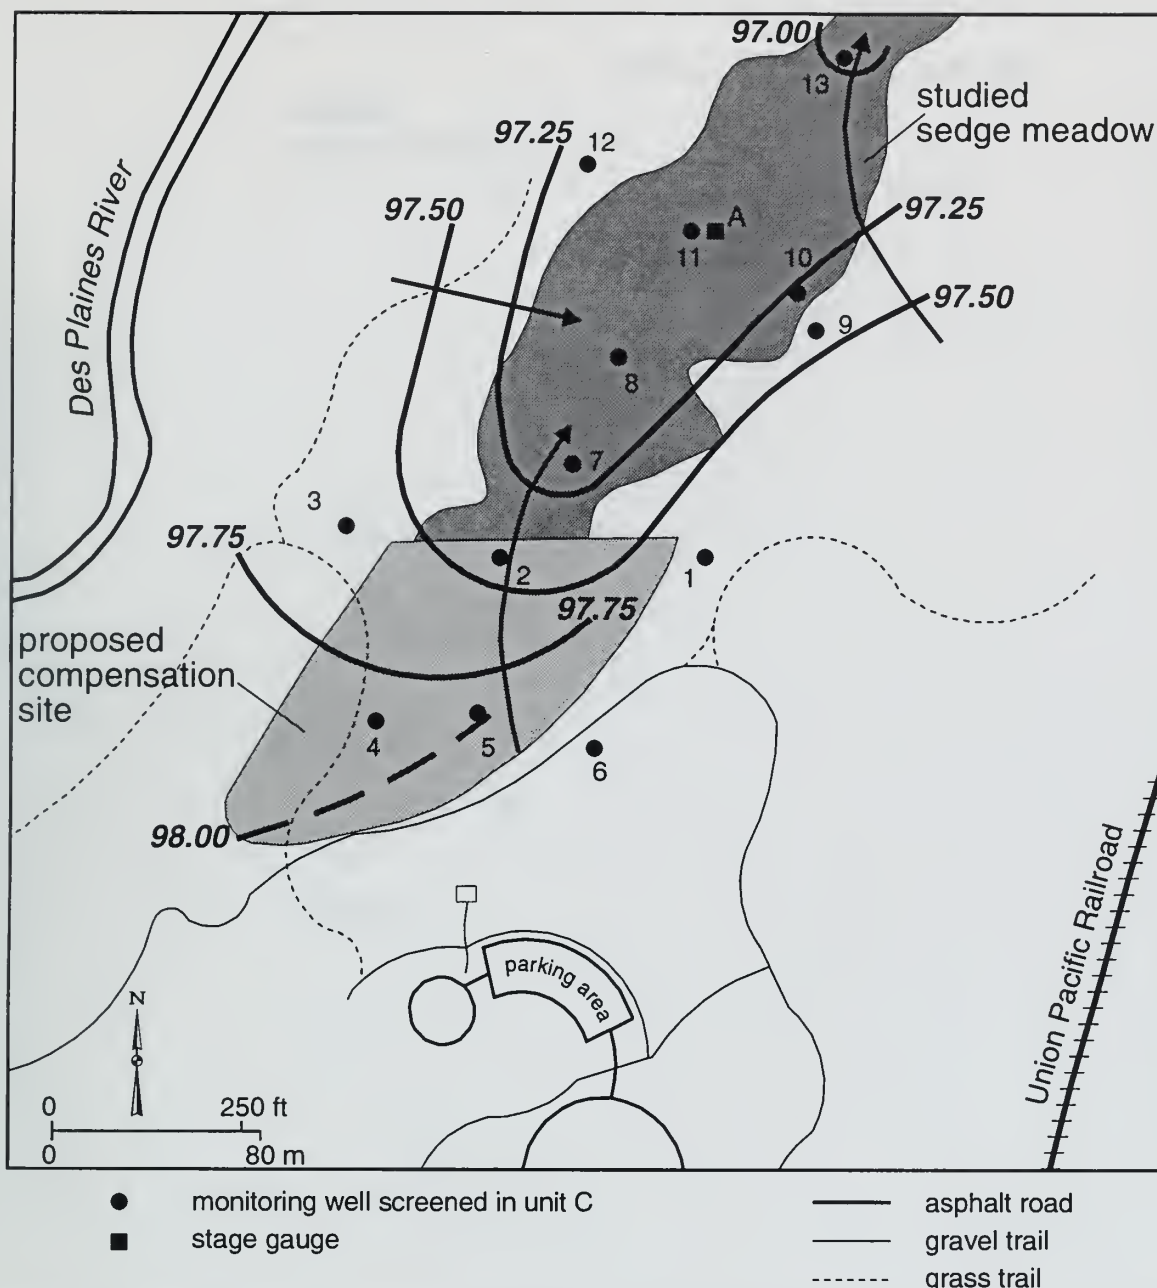 97.00
13
studied
sedge meadow
97.25
12
97.50
A
11
10
97.25
97.50
9
8
7
Des Plaines River
3
97.75
2
1
97.75
proposed
compensation
site
4
5
6
98.00
parking area
Union Pacific Railroad
N
0 250 ft
0 80 m
monitoring well screened in unit C
stage gauge
asphalt road
gravel trail
grass trail